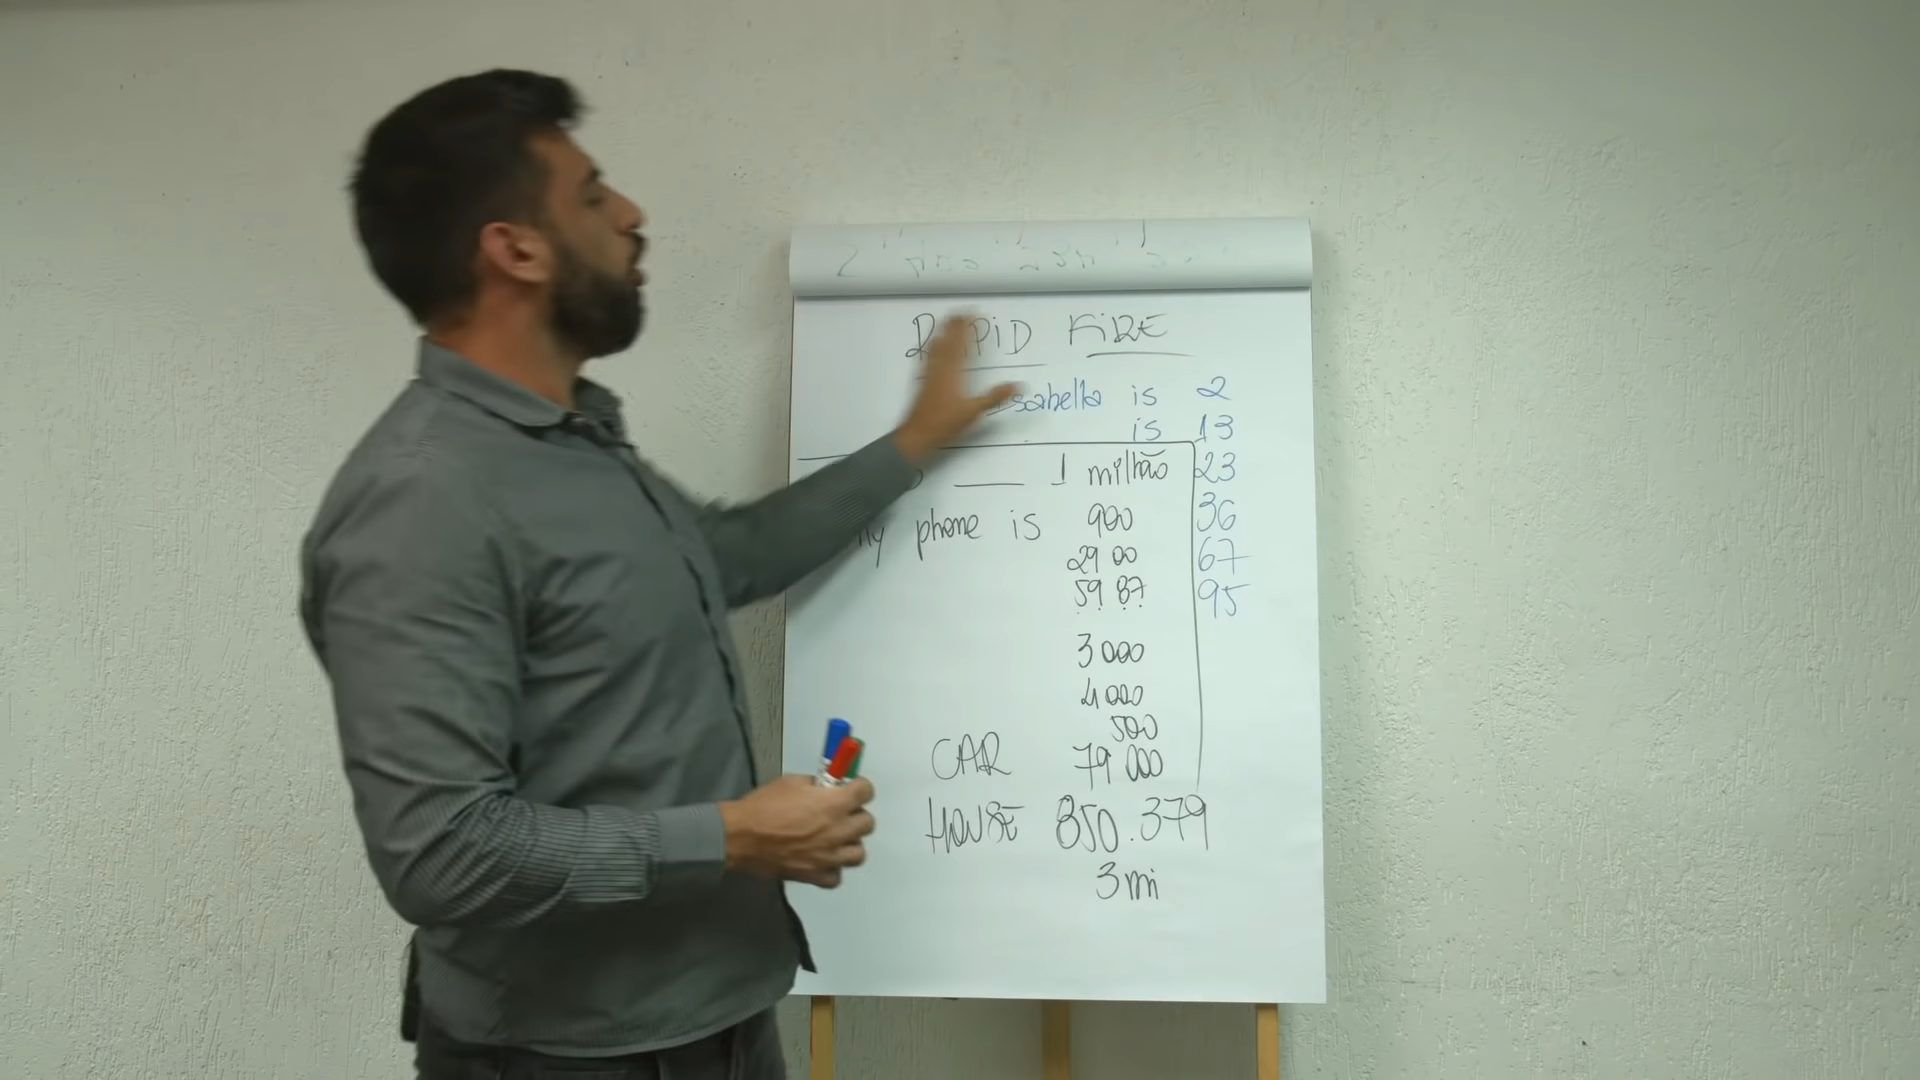 RAPID FIRE
Isabella is 2
is 13
1 milhão 23
My phone is 900 36
2900 67
5987 95
3000
4000
500
CAR 79 000
HOUSE 850.379
3mi